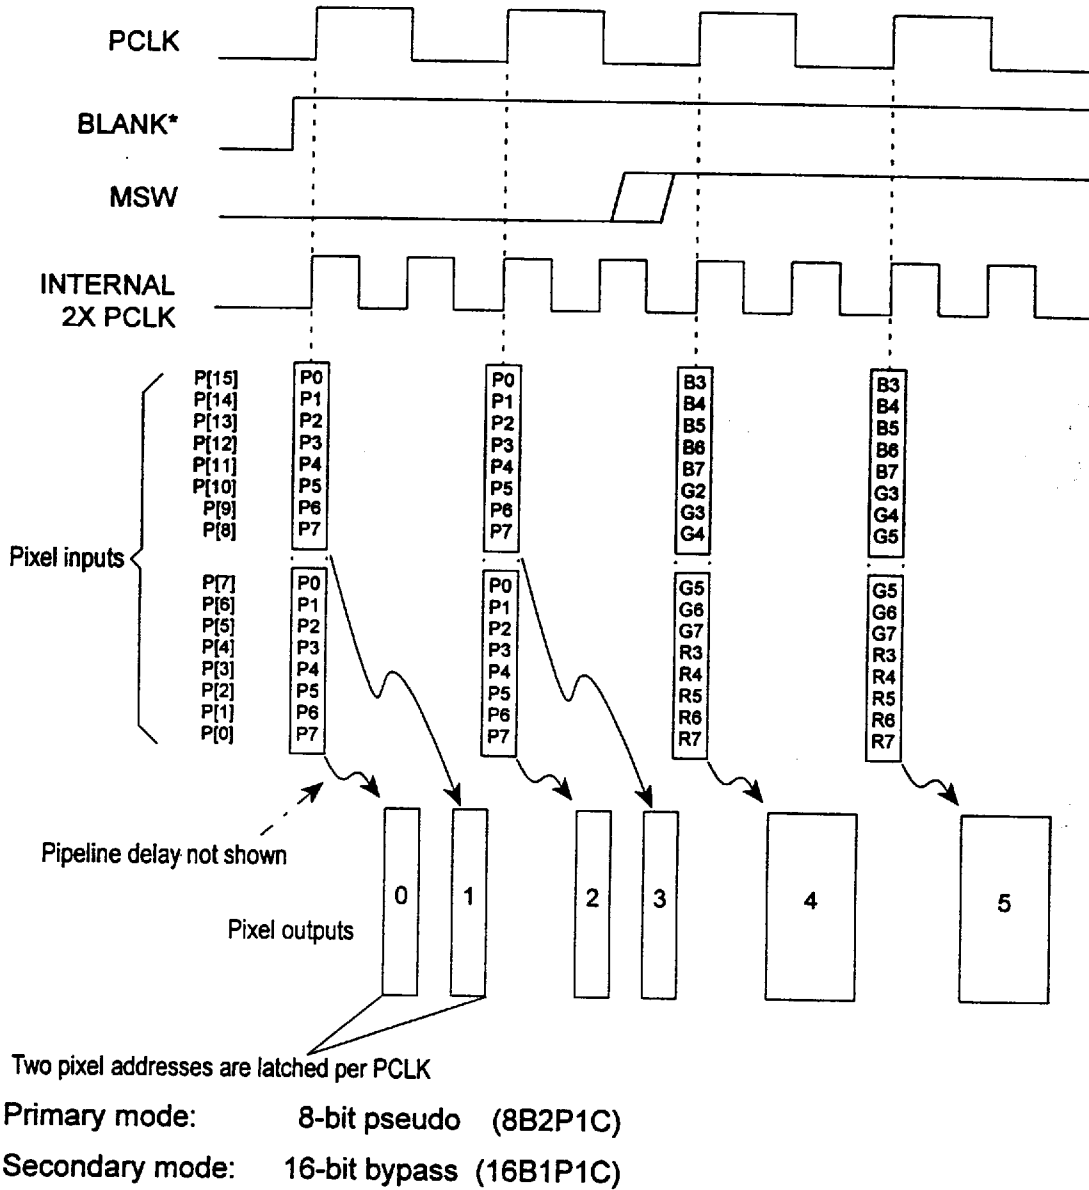 PCLK
BLANK*
MSW
INTERNAL
2X PCLK
P[15] P0 P0 B3 B3
P[14] P1 P1 B4 B4
P[13] P2 P2 B5 B5
P[12] P3 P3 B6 B6
P[11] P4 P4 B7 B7
P[10] P5 P5 G2 G3
P[9] P6 P6 G3 G4
P[8] P7 P7 G4 G5
Pixel inputs
P[7] P0 P0 G5 G5
P[6] P1 P1 G6 G6
P[5] P2 P2 G7 G7
P[4] P3 P3 R3 R3
P[3] P4 P4 R4 R4
P[2] P5 P5 R5 R5
P[1] P6 P6 R6 R6
P[0] P7 P7 R7 R7
Pipeline delay not shown
Pixel outputs
0 1 2 3 4 5
Two pixel addresses are latched per PCLK
Primary mode: 8-bit pseudo (8B2P1C)
Secondary mode: 16-bit bypass (16B1P1C)